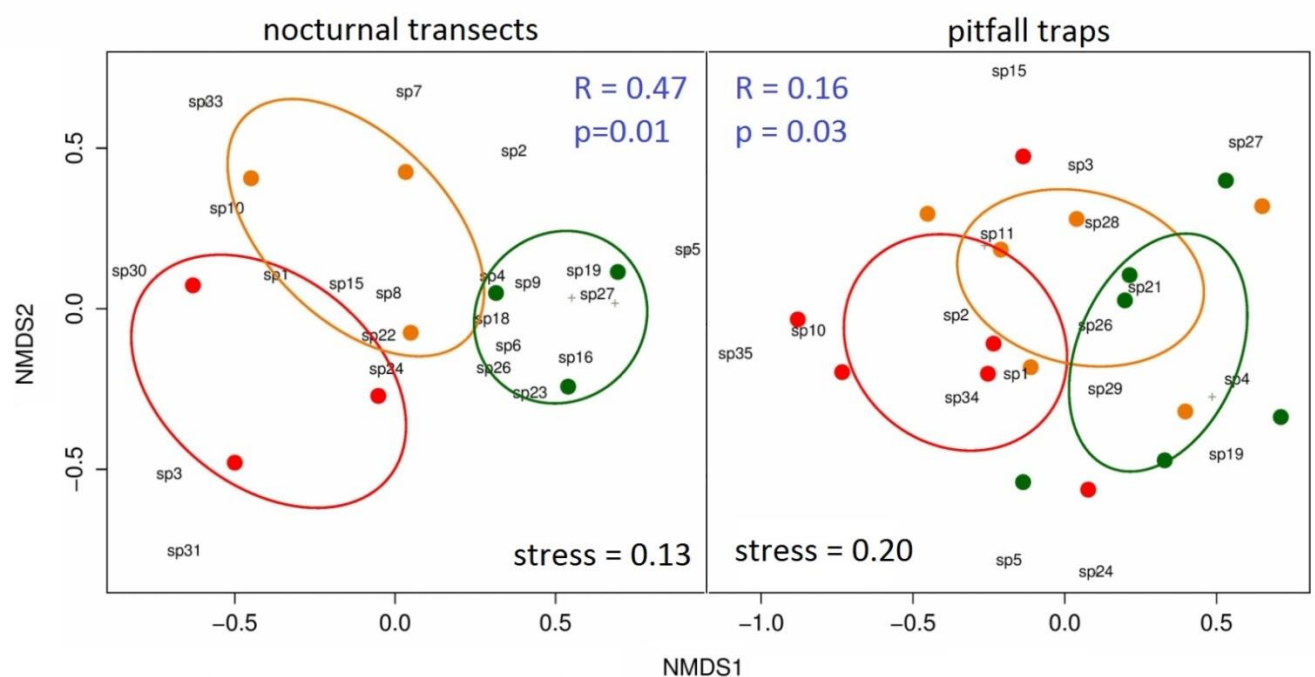 nocturnal transects
pitfall traps
R = 0.47
p=0.01
R = 0.16
p = 0.03
sp33
sp7
sp2
sp10
sp5
sp30
sp1
sp15
sp8
sp4
sp9
sp19
sp27
sp18
sp22
sp6
sp26
sp16
sp24
sp23
sp3
sp31
stress = 0.13
sp15
sp27
sp3
sp11
sp28
sp21
sp2
sp26
sp10
sp35
sp1
sp34
sp29
sp4
sp19
sp5
sp24
stress = 0.20
NMDS2
0.5
0.0
−0.5
−0.5
0.0
0.5
−1.0
−0.5
0.0
0.5
NMDS1